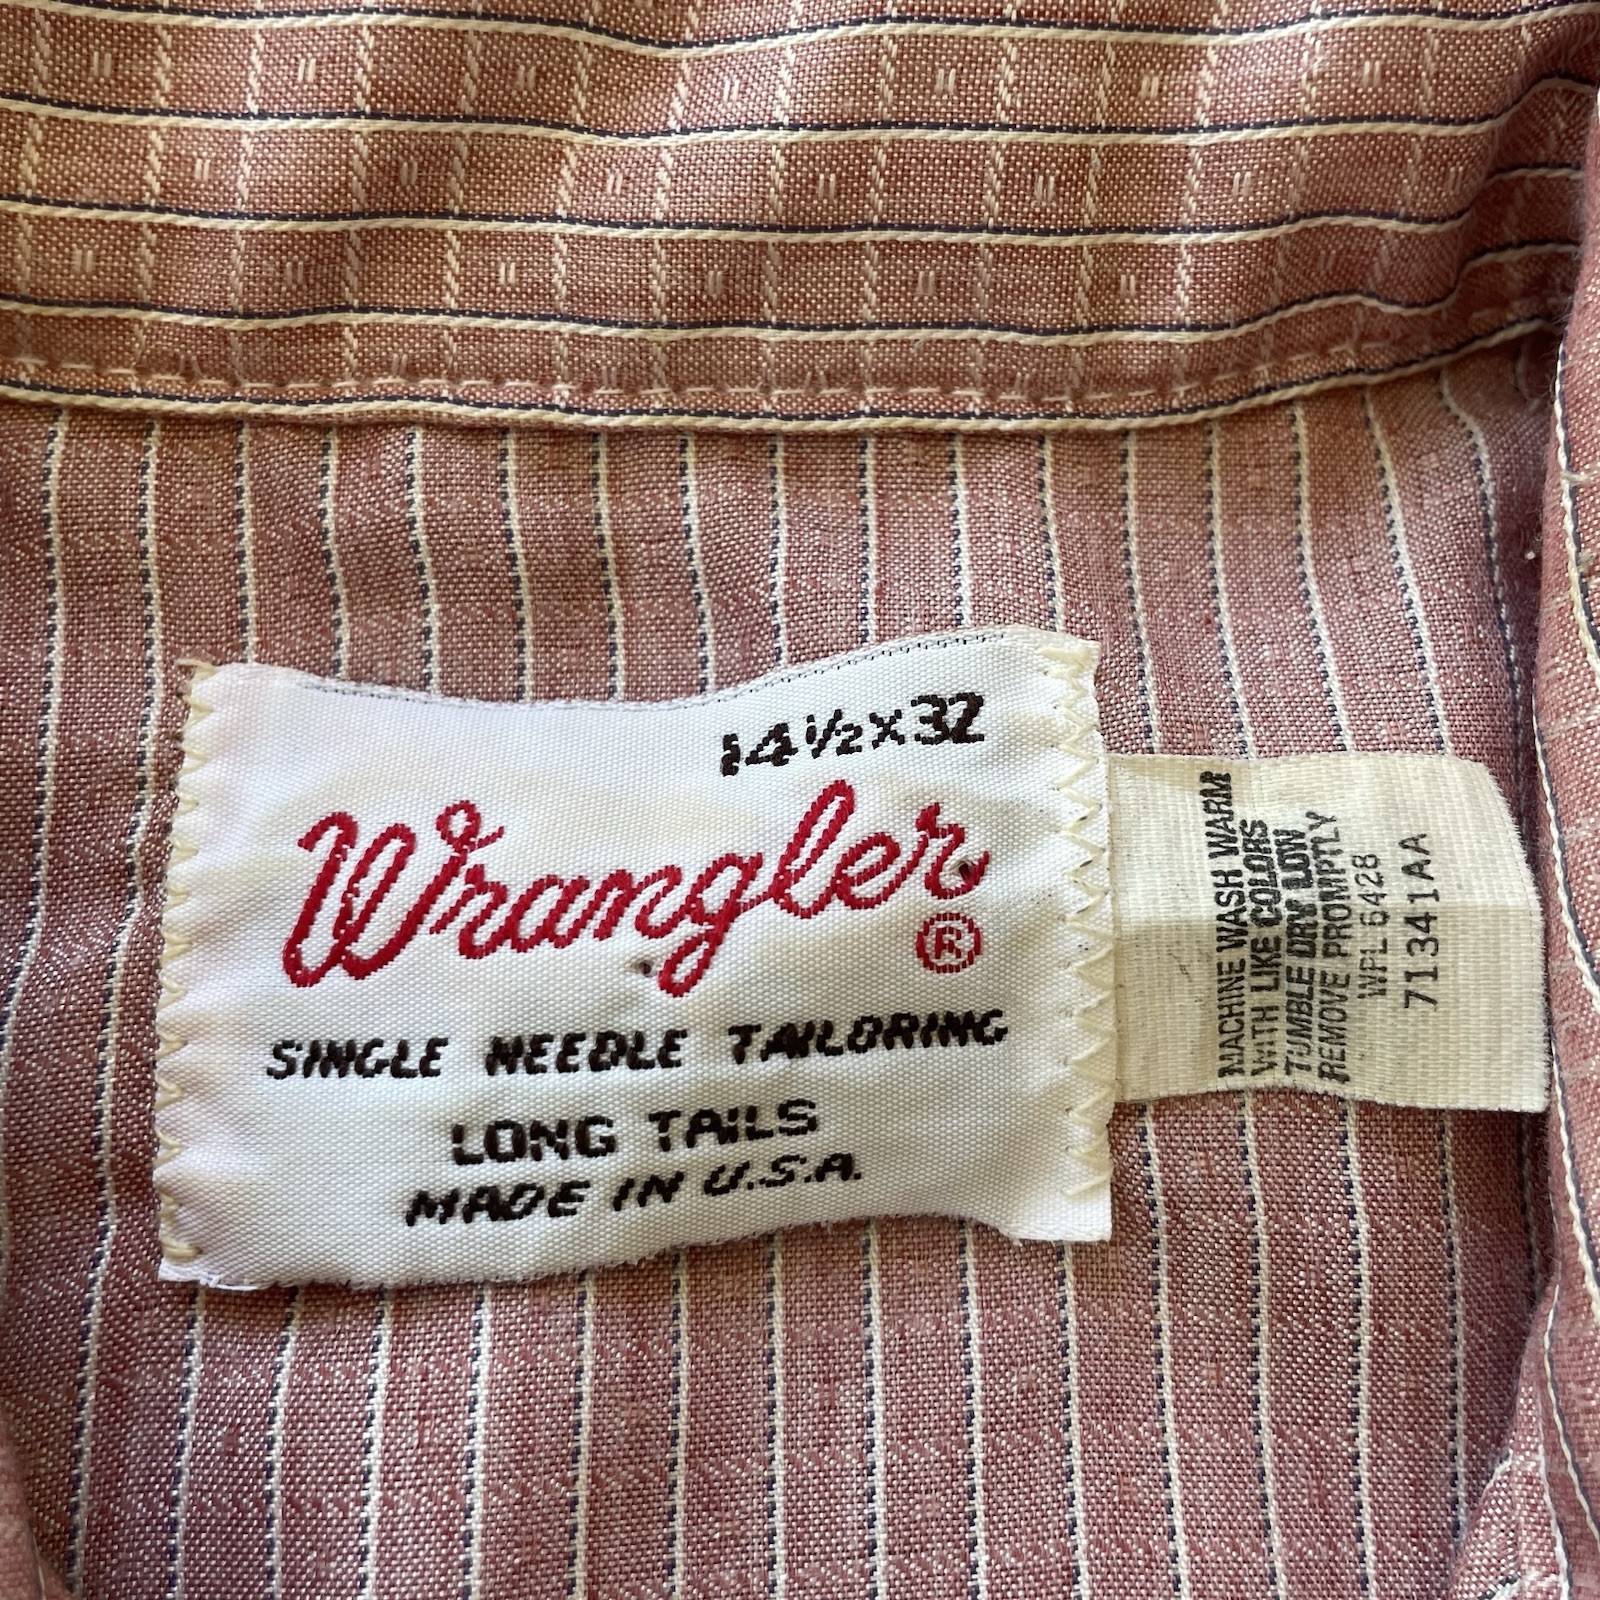 14½X32
Wrangler®
SINGLE NEEDLE TAILORING
LONG TAILS
MADE IN U.S.A.
MACHINE WASH WARM
WITH LIKE COLORS
TUMBLE DRY LOW
REMOVE PROMPTLY
WPL 6428
71341AA